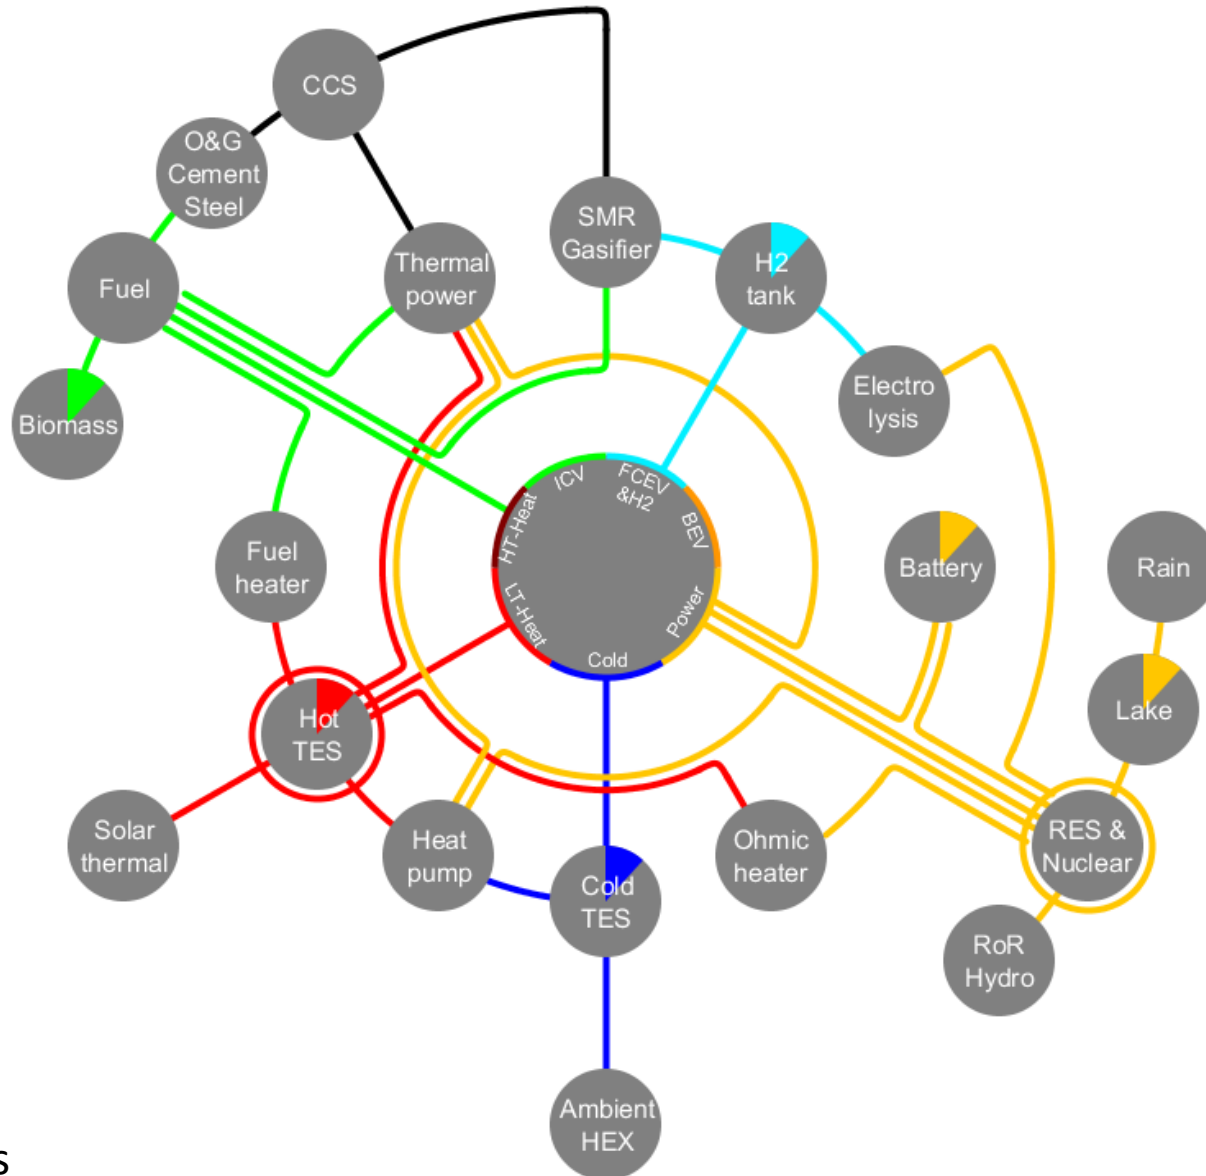 CCS
O&G
Cement
Steel
SMR
Gasifier
Thermal
power
H2
tank
Fuel
Electro
lysis
Biomass
ICV
FCEV
&H2
HT-Heat
BEV
Fuel
heater
Battery
Rain
LT-Heat
Power
Cold
Lake
Hot
TES
Solar
thermal
Heat
pump
Ohmic
heater
RES &
Nuclear
Cold
TES
RoR
Hydro
Ambient
HEX
s